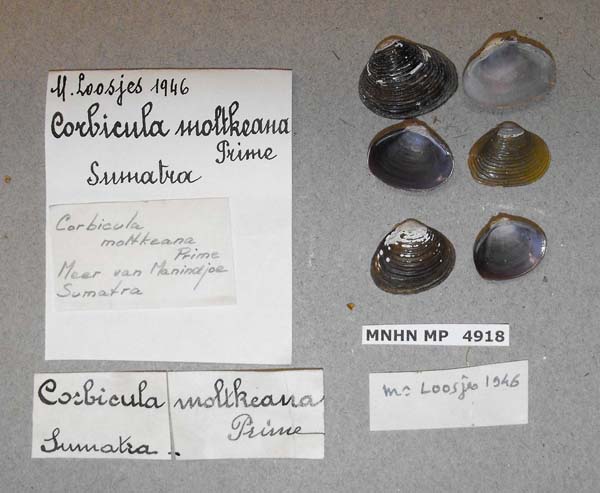 M. Loosjes 1946
Corbicula moltkeana
Prime
Sumatra
Corbicula
moltkeana
Prime
Meer van Manindjoe
Sumatra
MNHN MP 4918
Corbicula moltkeana
Prime
Sumatra.
Loosjes 1946